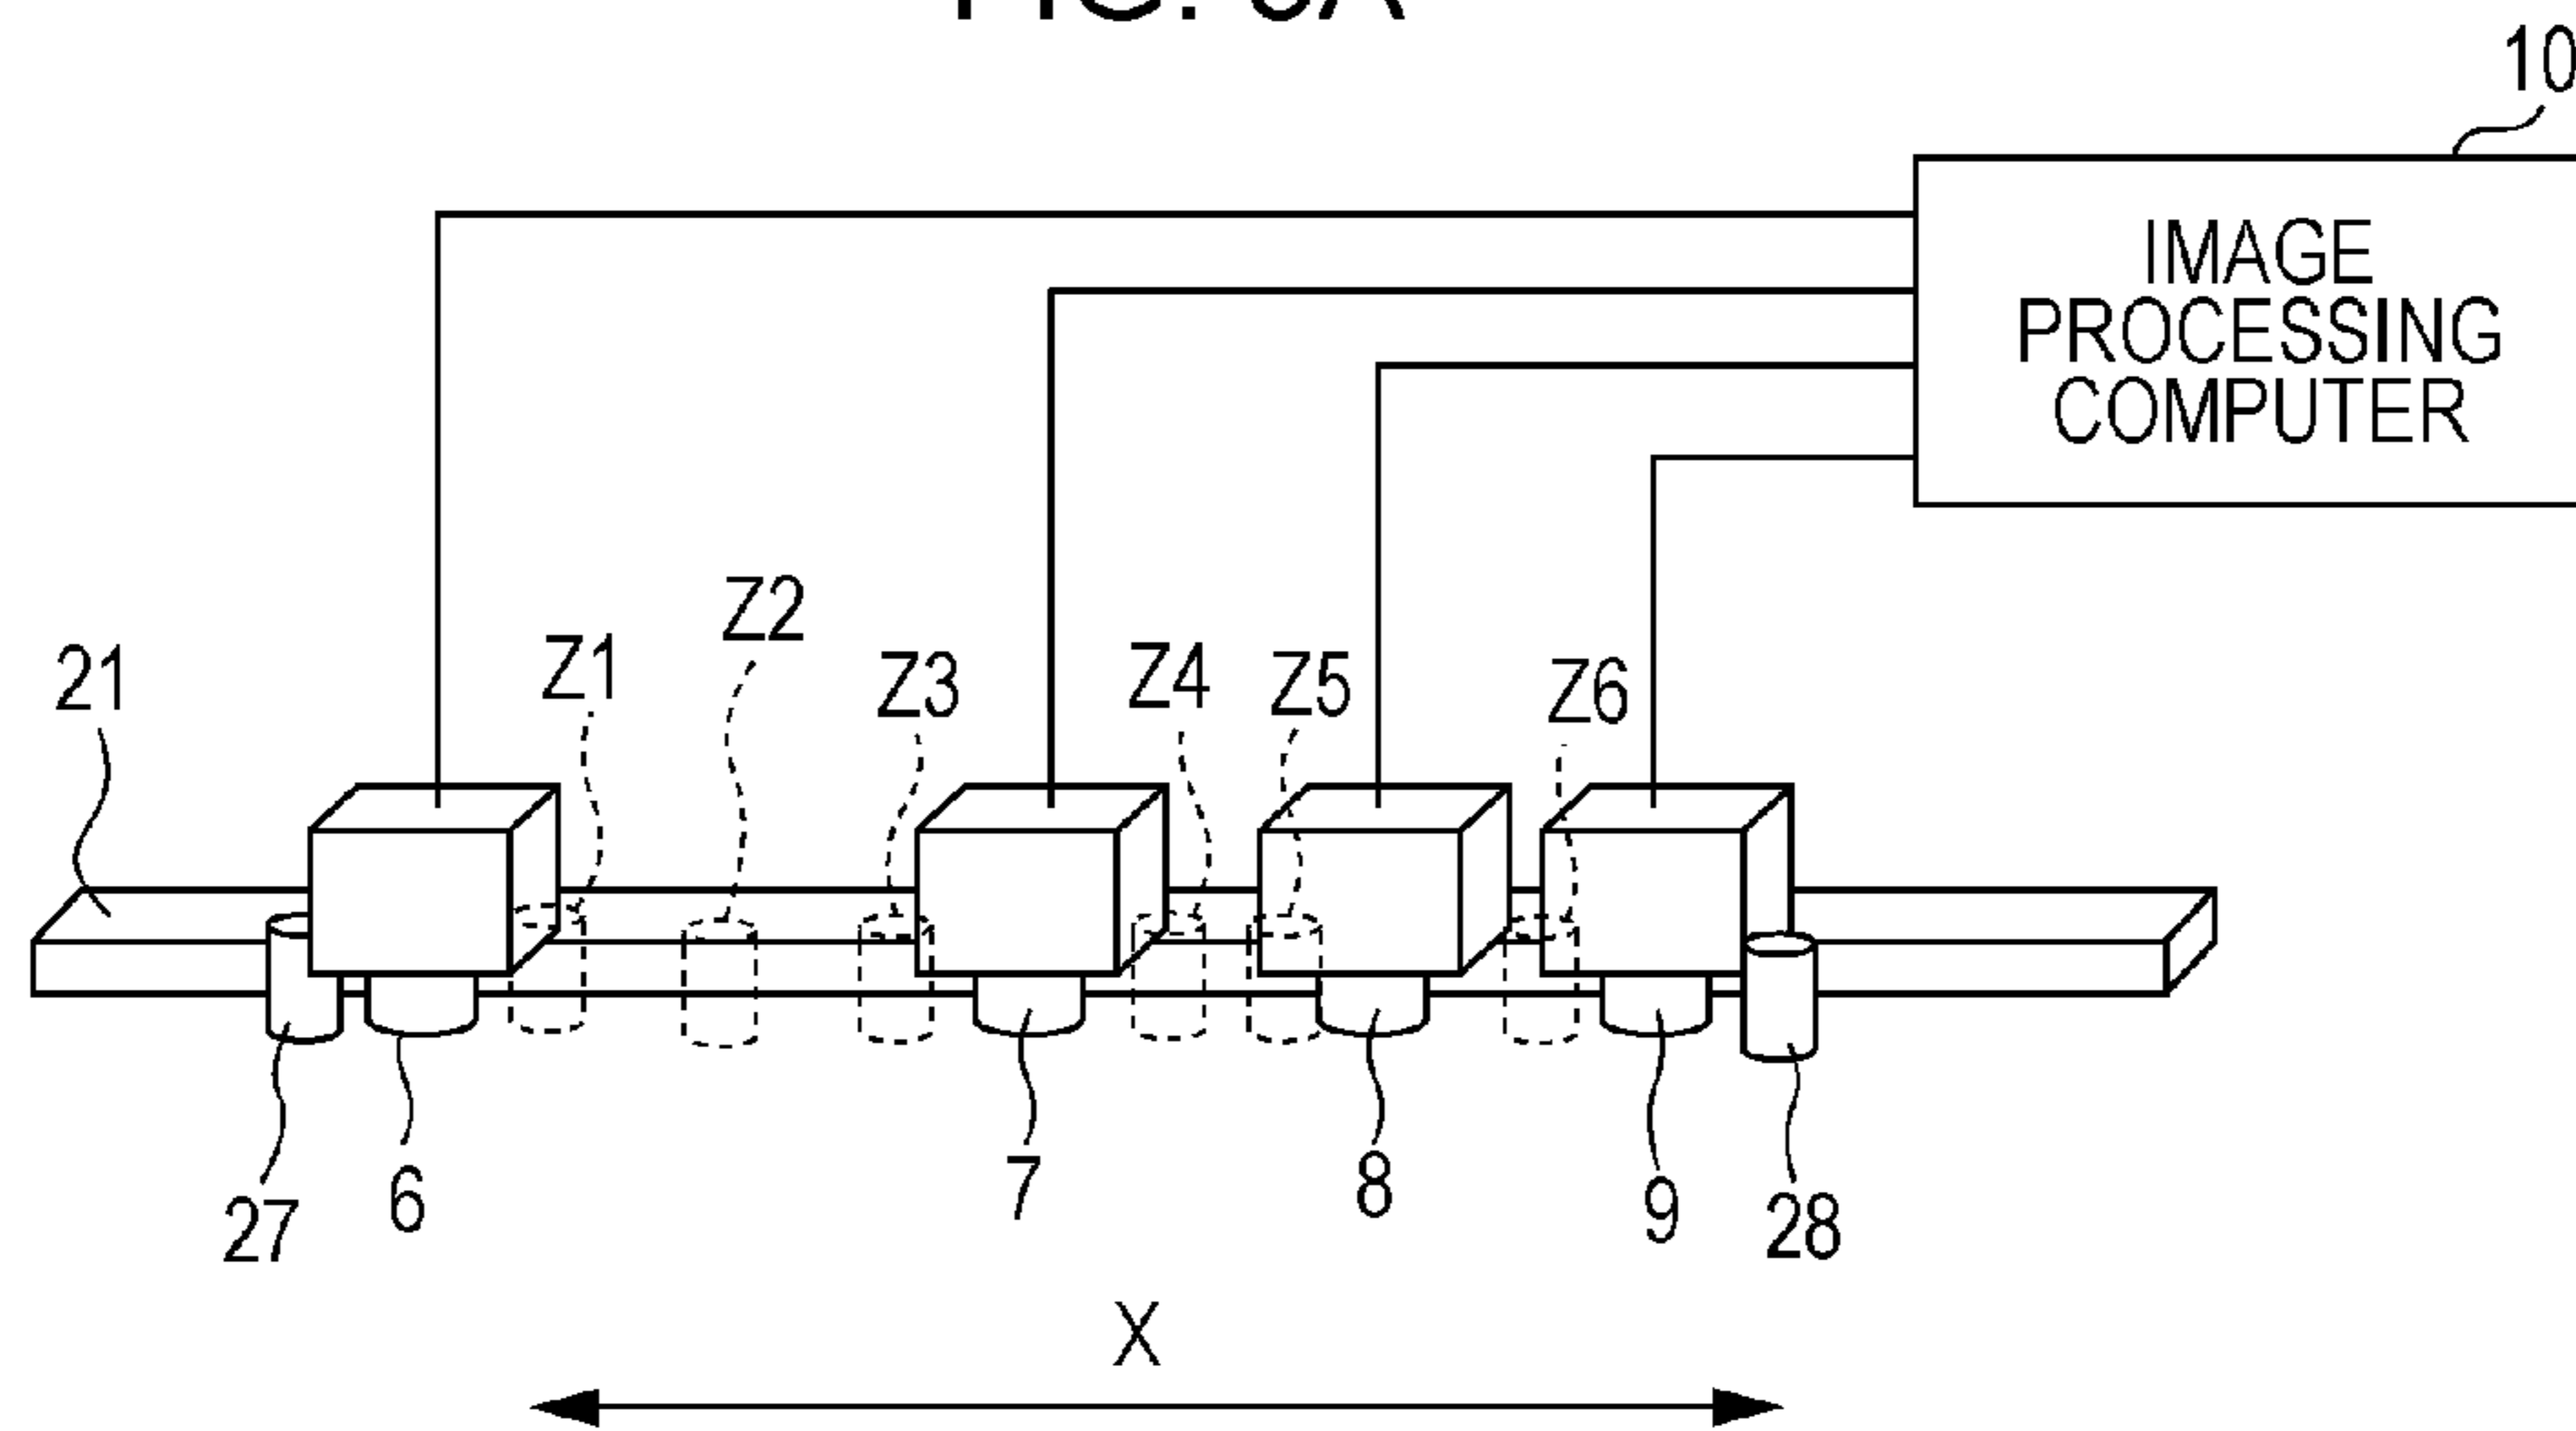 10
IMAGE
PROCESSING
COMPUTER
Z2
Z1
Z3
Z4
Z5
Z6
21
27
6
7
8
9
28
X